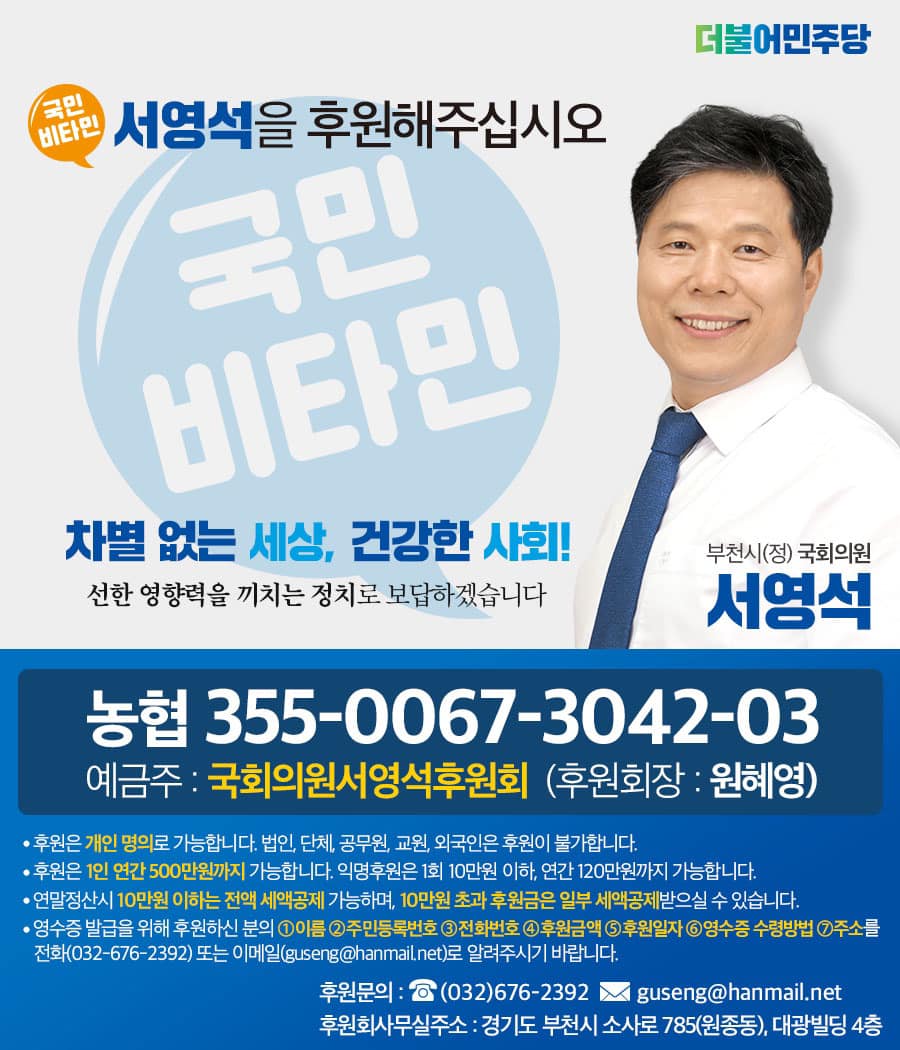 더불어민주당
국민
비타민
서영석을 후원해주십시오
국민
비타민
차별 없는 세상, 건강한 사회!
선한 영향력을 끼치는 정치로 보답하겠습니다
부천시(정) 국회의원
서영석
농협 355-0067-3042-03
예금주 : 국회의원서영석후원회 (후원회장 : 원혜영)
• 후원은 개인 명의로 가능합니다. 법인, 단체, 공무원, 교원, 외국인은 후원이 불가합니다.
• 후원은 1인 연간 500만원까지 가능합니다. 익명후원은 1회 10만원 이하, 연간 120만원까지 가능합니다.
• 연말정산시 10만원 이하는 전액 세액공제 가능하며, 10만원 초과 후원금은 일부 세액공제받으실 수 있습니다.
• 영수증 발급을 위해 후원하신 분의 ①이름 ②주민등록번호 ③전화번호 ④후원금액 ⑤후원일자 ⑥영수증 수령방법 ⑦주소를
전화(032-676-2392) 또는 이메일(guseng@hanmail.net)로 알려주시기 바랍니다.
후원문의 : ☎(032)676-2392 ✉ guseng@hanmail.net
후원회사무실주소 : 경기도 부천시 소사로 785(원종동), 대광빌딩 4층